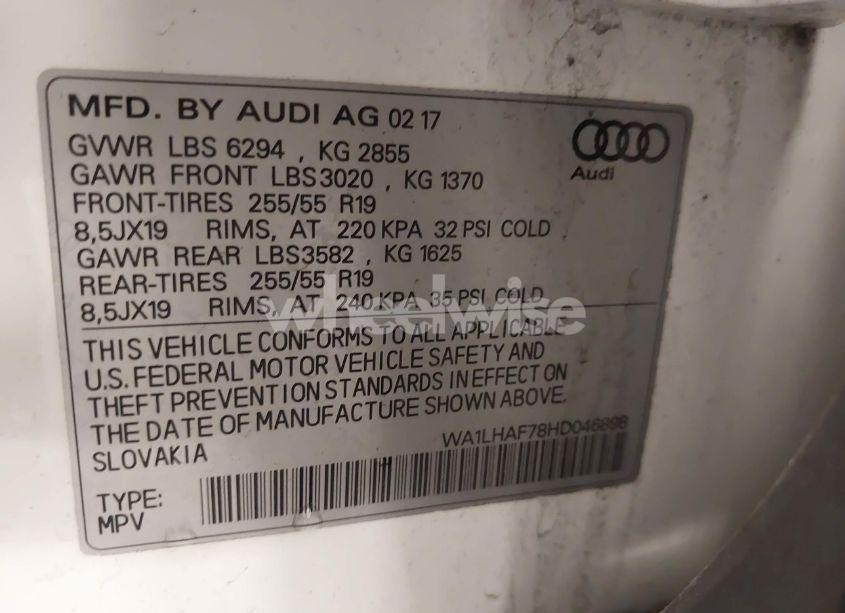 MFD. BY AUDI AG 02 17
GVWR LBS 6294 , KG 2855
GAWR FRONT LBS3020 , KG 1370
FRONT-TIRES 255/55 R19
8,5JX19 RIMS, AT 220 KPA 32 PSI COLD .
GAWR REAR LBS3582 , KG 1625
REAR-TIRES 255/55 R19
8,5JX19 RIMS, AT 240 KPA 35 PSI, COLD
THIS VEHICLE CONFORMS TO ALL APPLICABLE
U.S. FEDERAL MOTOR VEHICLE SAFETY AND
THEFT PREVENTION STANDARDS IN EFFECT ON
THE DATE OF MANUFACTURE SHOWN ABOVE.
SLOVAKIA
WA1LHAF78HD046898
TYPE:
MPV
Audi
wheelwise